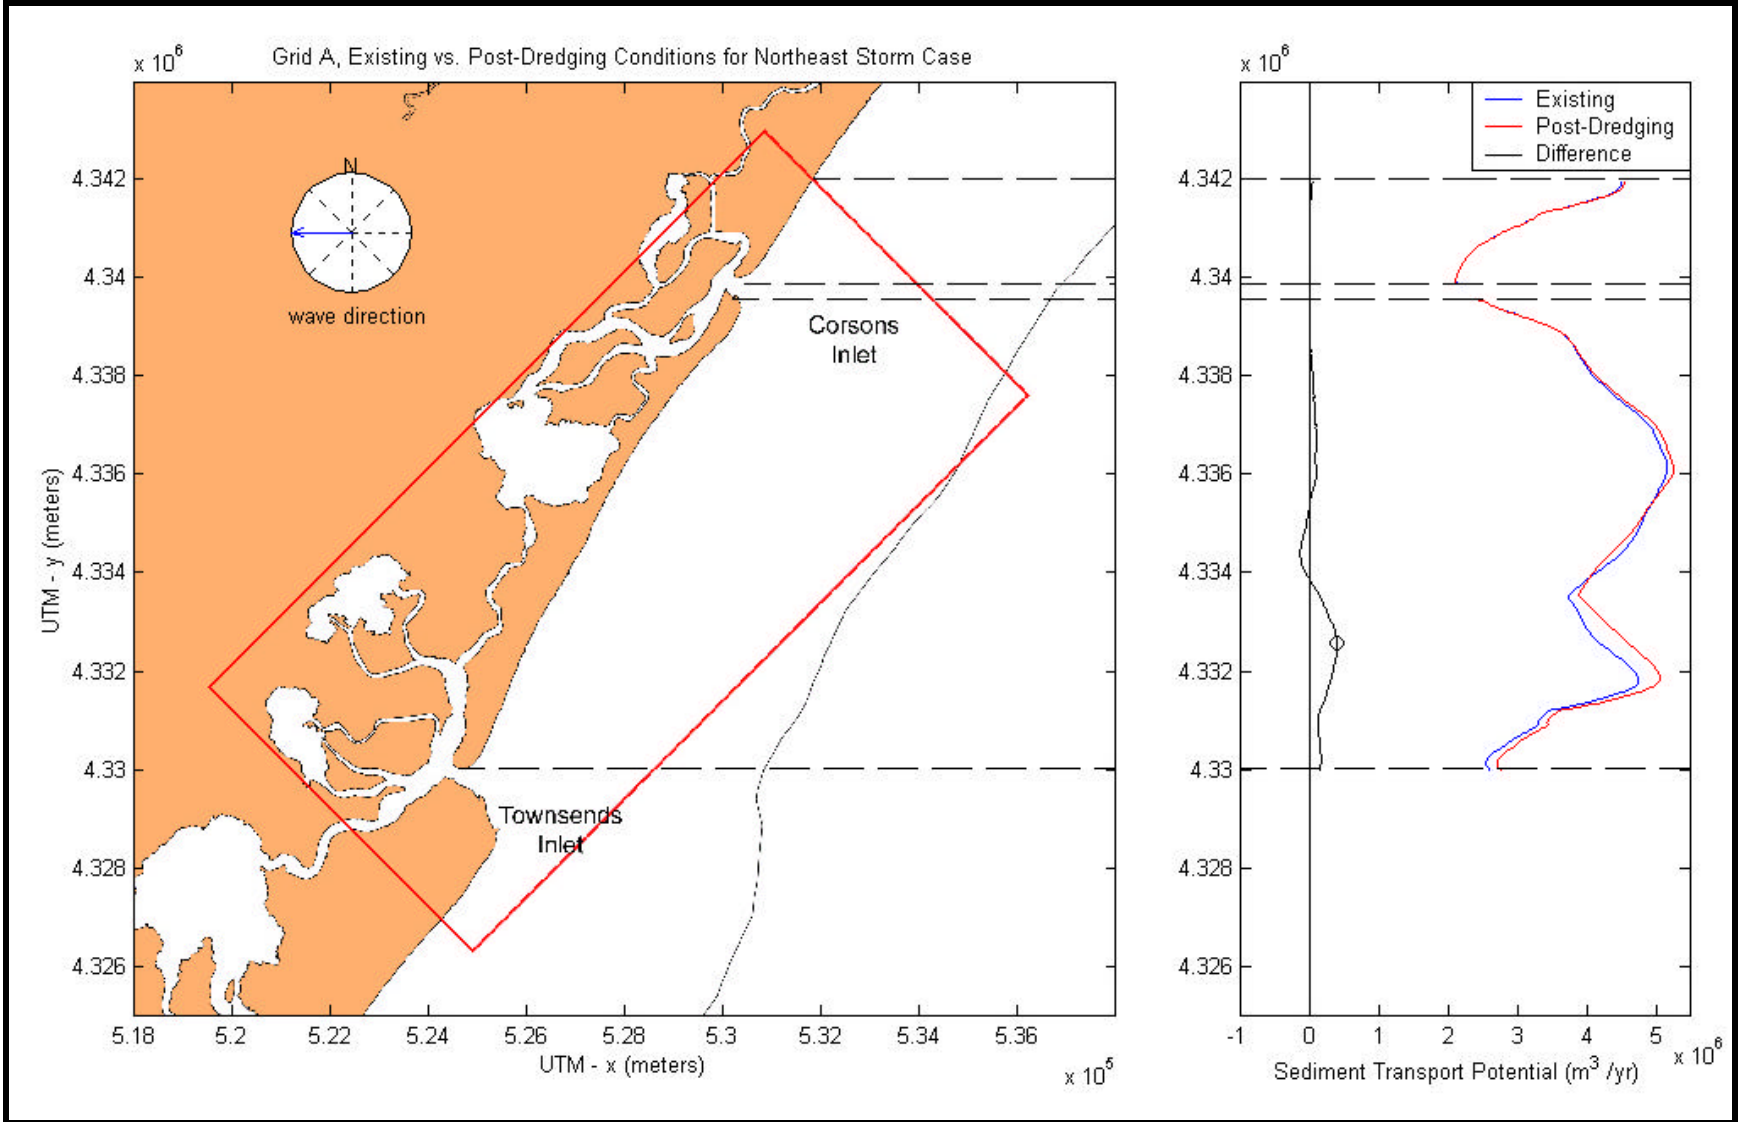 Grid A, Existing vs. Post-Dredging Conditions for Northeast Storm Case
x 10^6
N
wave direction
4.342
4.34
4.338
4.336
4.334
4.332
4.33
4.328
4.326
UTM - y (meters)
Corsons
Inlet
Townsends
Inlet
5.18 5.2 5.22 5.24 5.26 5.28 5.3 5.32 5.34 5.36
UTM - x (meters)
x 10^5
x 10^6
Existing
Post-Dredging
Difference
4.342
4.34
4.338
4.336
4.334
4.332
4.33
4.328
4.326
-1 0 1 2 3 4 5
x 10^6
Sediment Transport Potential (m^3 /yr)